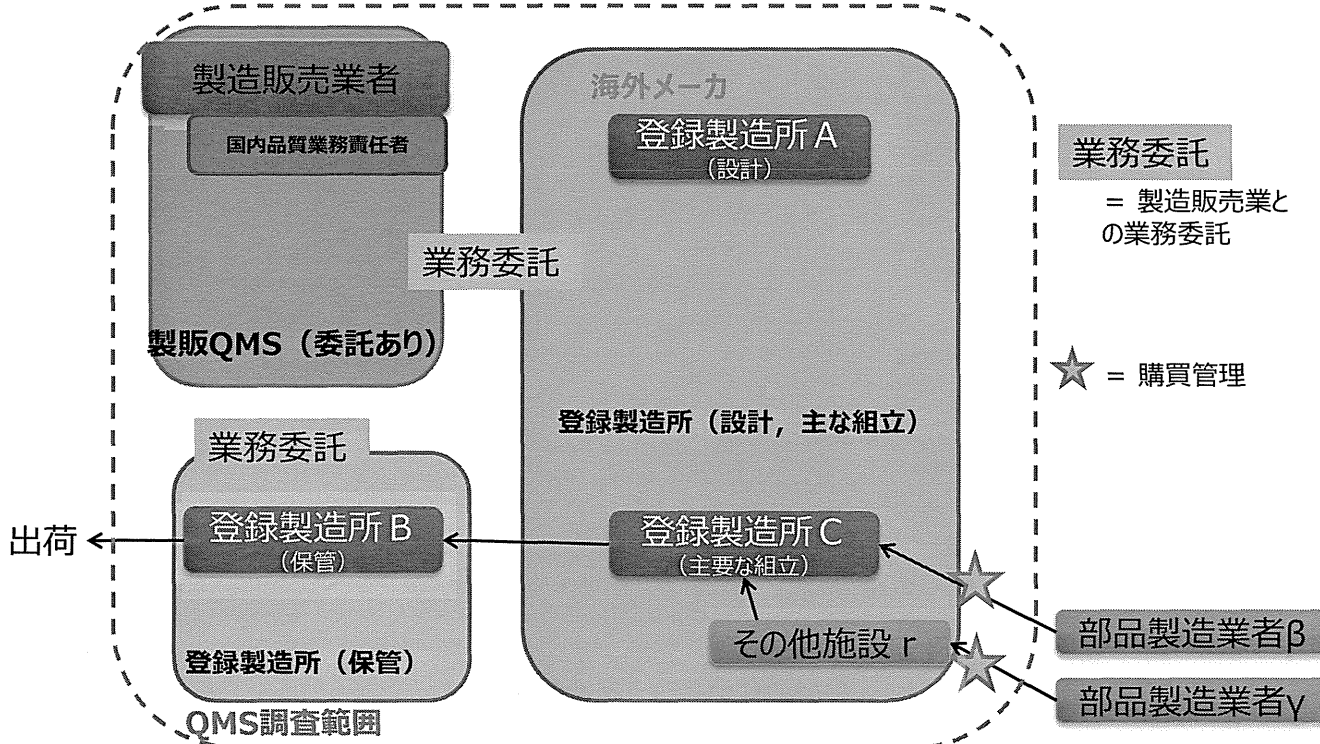 製造販売業者
国内品質業務責任者
業務委託
製販QMS（委託あり）
海外メーカ
登録製造所A
（設計）
登録製造所（設計，主な組立）
業務委託
登録製造所B
（保管）
登録製造所（保管）
出荷
登録製造所C
（主要な組立）
その他施設r
QMS調査範囲
業務委託
= 製造販売業と
の業務委託
= 購買管理
部品製造業者β
部品製造業者γ